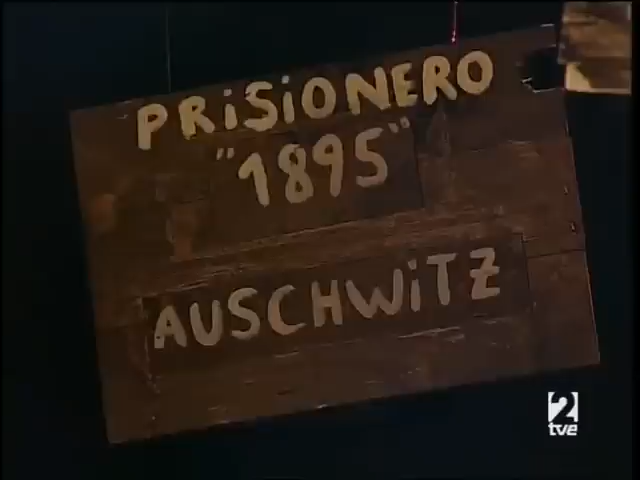 PRiSiONERO
"1895"
AUSCHWiTZ
2
tve